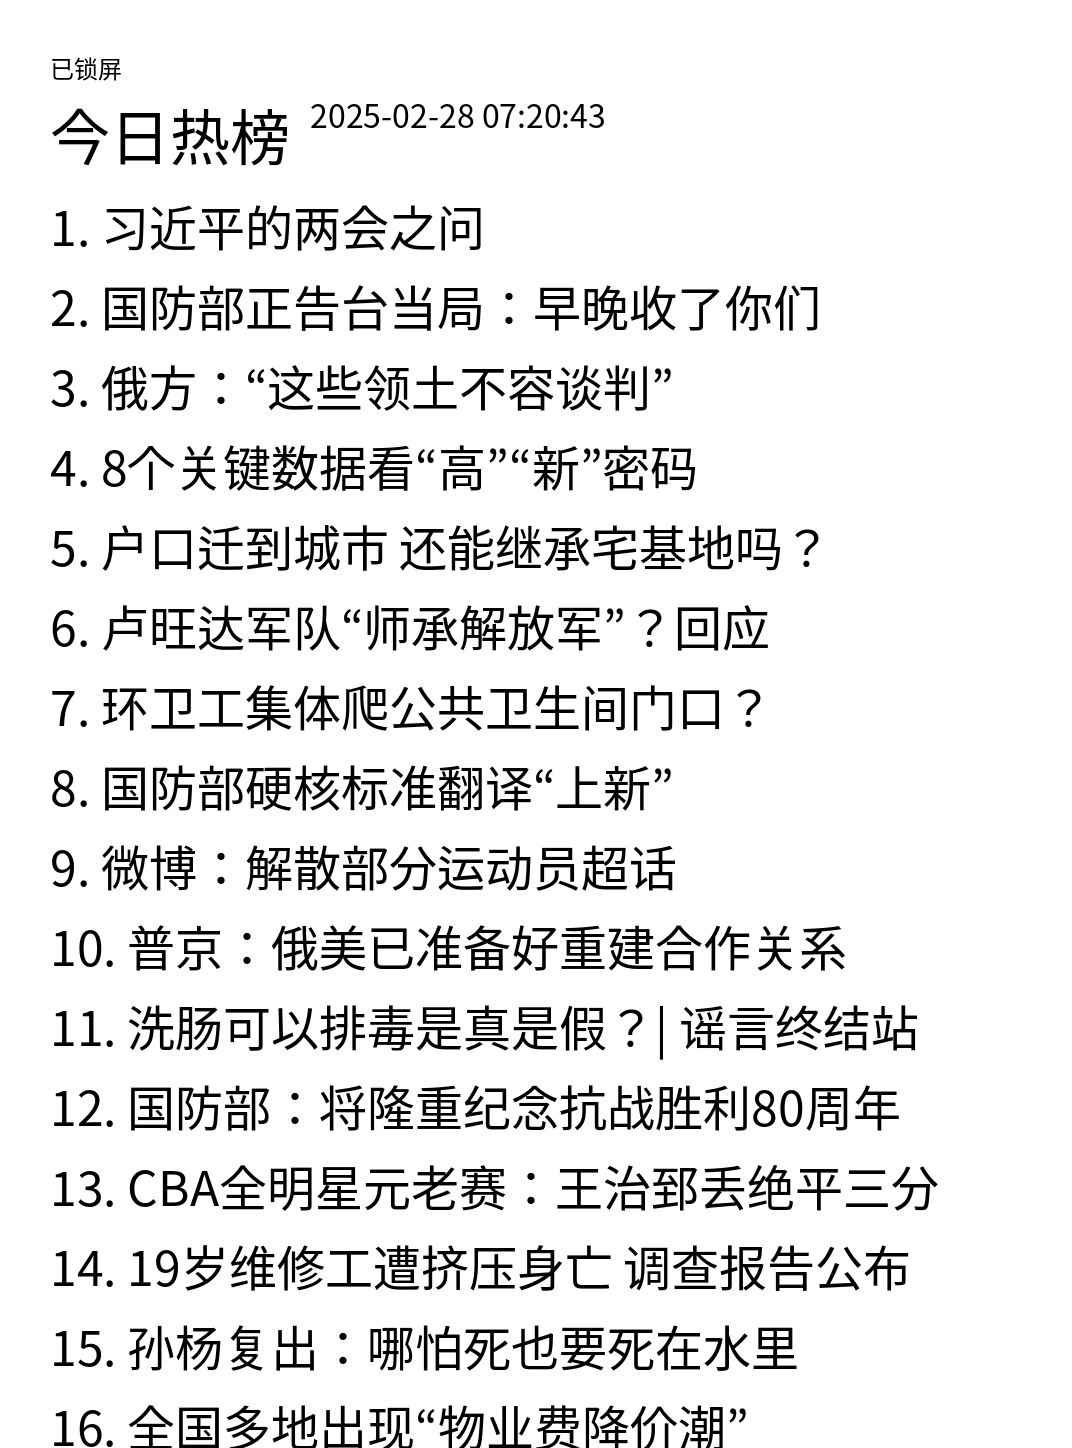 已锁屏
今日热榜 2025-02-28 07:20:43
1. 习近平的两会之问
2. 国防部正告台当局：早晚收了你们
3. 俄方：“这些领土不容谈判”
4. 8个关键数据看“高”“新”密码
5. 户口迁到城市 还能继承宅基地吗？
6. 卢旺达军队“师承解放军”？回应
7. 环卫工集体爬公共卫生间门口？
8. 国防部硬核标准翻译“上新”
9. 微博：解散部分运动员超话
10. 普京：俄美已准备好重建合作关系
11. 洗肠可以排毒是真是假？| 谣言终结站
12. 国防部：将隆重纪念抗战胜利80周年
13. CBA全明星元老赛：王治郅丢绝平三分
14. 19岁维修工遭挤压身亡 调查报告公布
15. 孙杨复出：哪怕死也要死在水里
16. 全国多地出现“物业费降价潮”